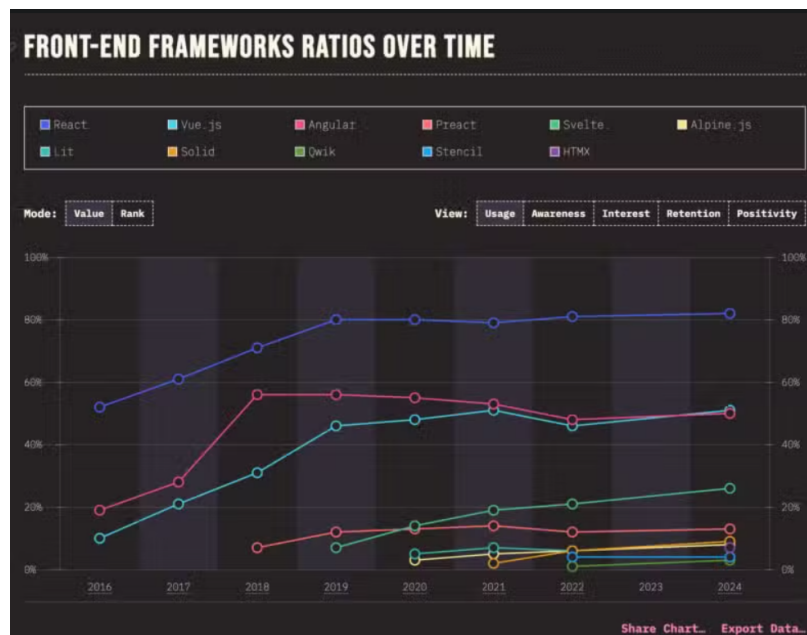 FRONT-END FRAMEWORKS RATIOS OVER TIME
React Vue.js Angular Preact Svelte Alpine.js
Lit Solid Qwik Stencil HTMX
Mode: Value Rank View: Usage Awareness Interest Retention Positivity
100% 100%
80% 80%
60% 60%
40% 40%
20% 20%
0% 0%
2016 2017 2018 2019 2020 2021 2022 2023 2024
Share Chart… Export Data…